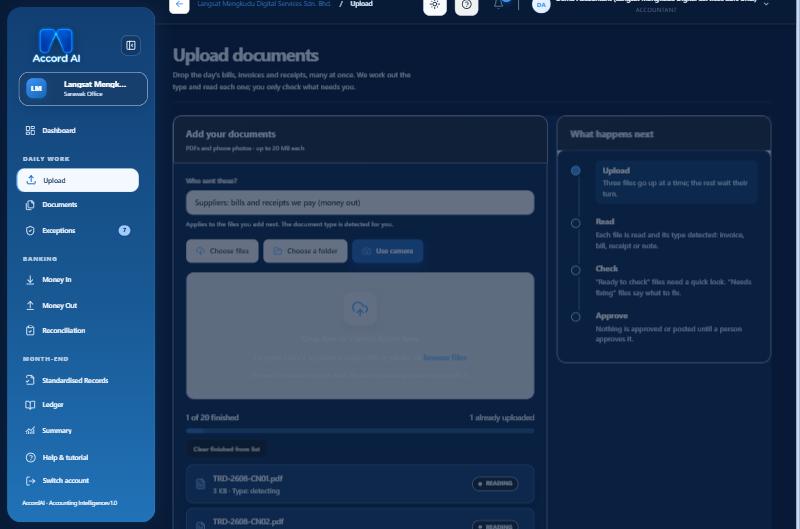 Langsat Mengkudu Digital Services Sdn. Bhd. / Upload
DA
ACCOUNTANT
Accord AI
LM
Langsat Mengk...
Sarawak Office
Dashboard
DAILY WORK
Upload
Documents
Exceptions
7
BANKING
Money In
Money Out
Reconciliation
MONTH-END
Standardised Records
Ledger
Summary
Help & tutorial
Switch account
AccordAI · Accounting Intelligence v1.0
Upload documents
Drop the day's bills, invoices and receipts, many at once. We work out the
type and read each one; you only check what needs you.
Add your documents
PDFs and phone photos · up to 20 MB each
Who sent these?
Suppliers: bills and receipts we pay (money out)
Applies to the files you add next. The document type is detected for you.
Choose files
Choose a folder
Use camera
browse files
1 of 20 finished
1 already uploaded
Clear finished from list
TRD-2608-CN01.pdf
3 KB · Type: detecting
READING
TRD-2608-CN02.pdf
READING
What happens next
Upload
Three files go up at a time; the rest wait their
turn.
Read
Each file is read and its type detected: invoice,
bill, receipt or note.
Check
"Ready to check" files need a quick look. "Needs
fixing" files say what to fix.
Approve
Nothing is approved or posted until a person
approves it.